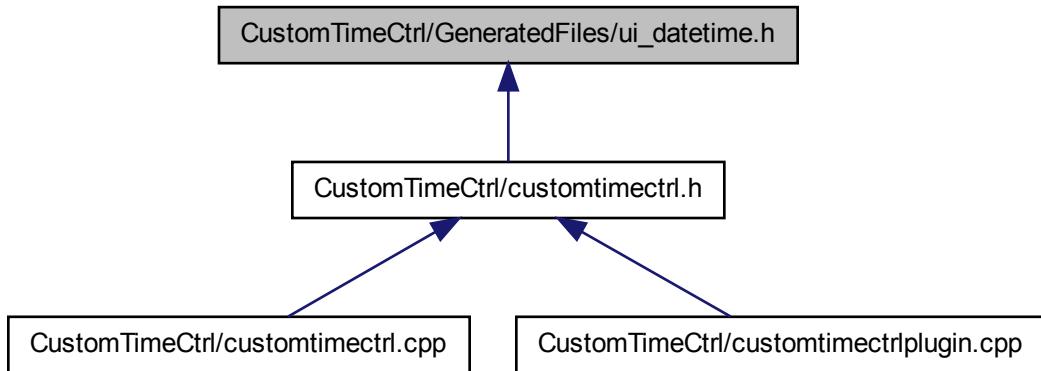 CustomTimeCtrl/GeneratedFiles/ui_datetime.h
CustomTimeCtrl/customtimectrl.h
CustomTimeCtrl/customtimectrl.cpp
CustomTimeCtrl/customtimectrlplugin.cpp